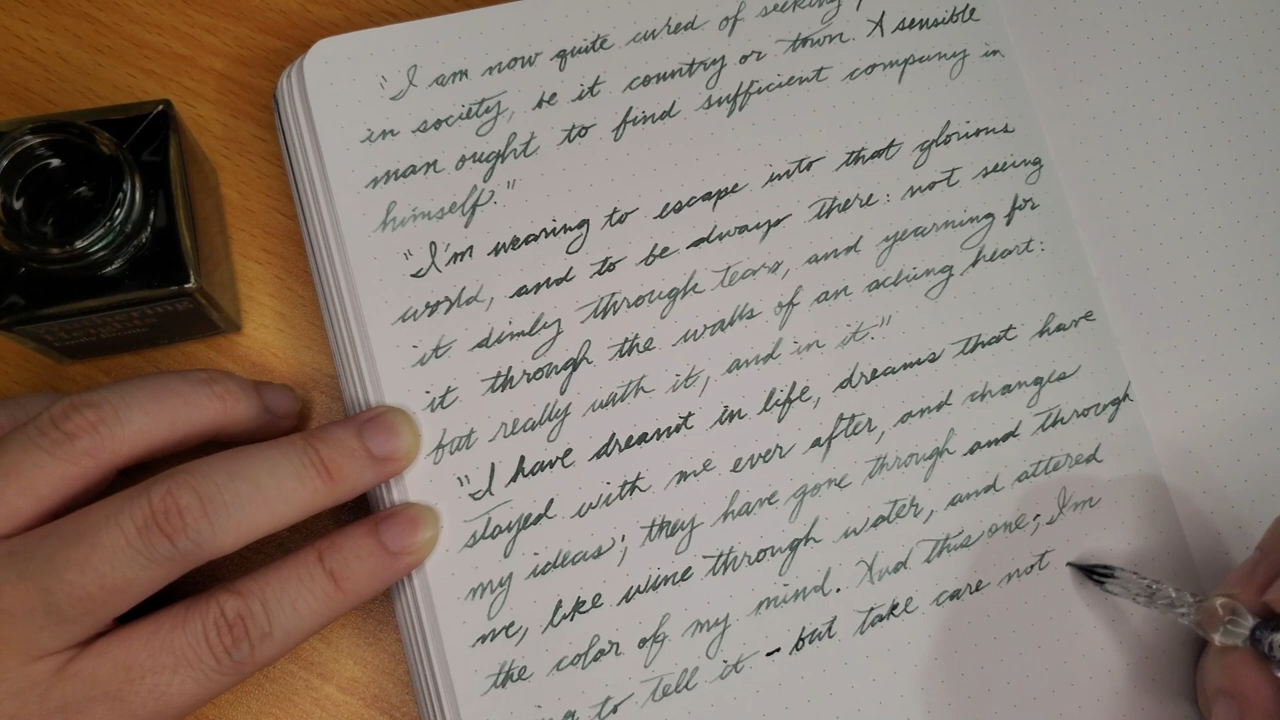 "I am now quite cured of seeking
in society, be it country or town. A sensible
man ought to find sufficient company in
himself."
"I'm wearing to escape into that glorious
world, and to be always there: not seeing
it dimly through tears, and yearning for
it through the walls of an aching heart:
but really with it, and in it."
"I have dreamt in life, dreams that have
stayed with me ever after, and changes
my ideas; they have gone through and through
me, like wine through water, and altered
the color of my mind. And this one; I'm
to tell it - but take care not